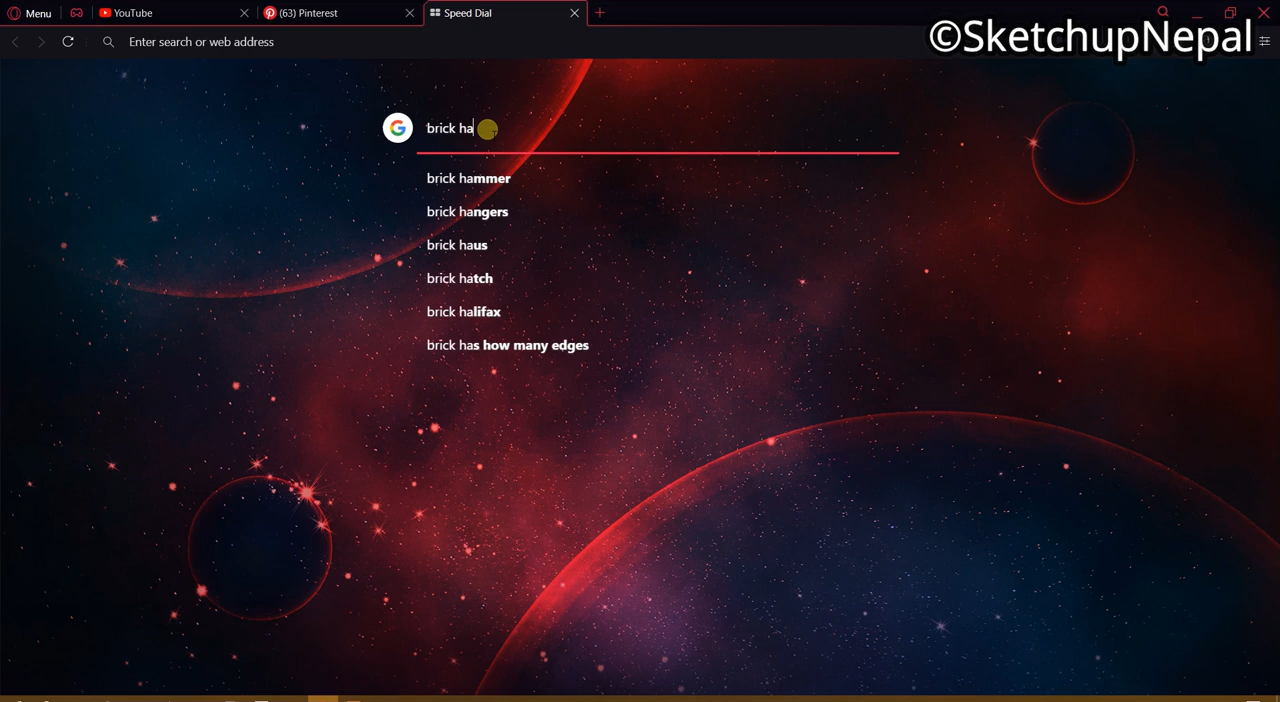 Menu
YouTube
(63) Pinterest
Speed Dial
Enter search or web address
©SketchupNepal
brick ha
brick hammer
brick hangers
brick haus
brick hatch
brick halifax
brick has how many edges